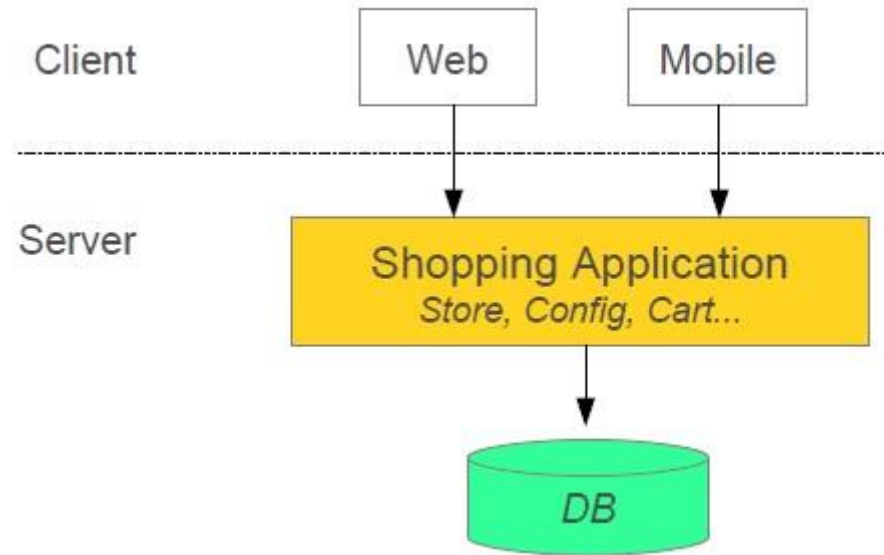 Client
Web
Mobile
Server
Shopping Application
Store, Config, Cart...
DB